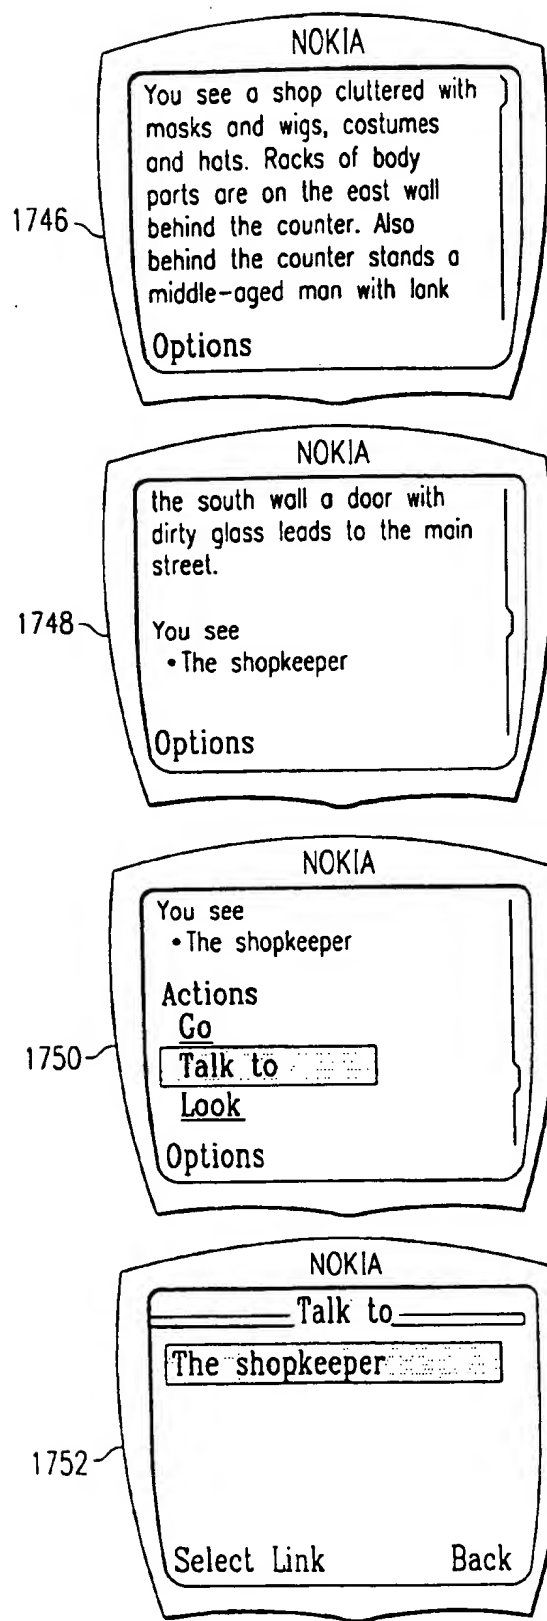 NOKIA
You see a shop cluttered with
masks and wigs, costumes
and hats. Racks of body
parts are on the east wall
behind the counter. Also
behind the counter stands a
middle-aged man with lank
Options
1746
NOKIA
the south wall a door with
dirty glass leads to the main
street.
You see
• The shopkeeper
Options
1748
NOKIA
You see
• The shopkeeper
Actions
Go
Talk to
Look
Options
1750
NOKIA
Talk to
The shopkeeper
Select Link Back
1752